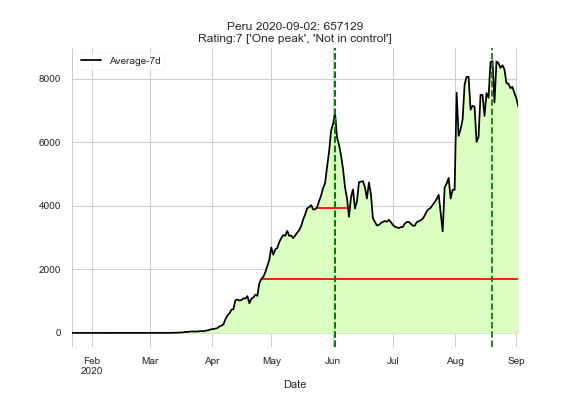 Peru 2020-09-02: 657129
Rating:7 ['One peak', 'Not in control']
Average-7d
8000
6000
4000
2000
0
Feb Mar Apr May Jun Jul Aug Sep
2020
Date